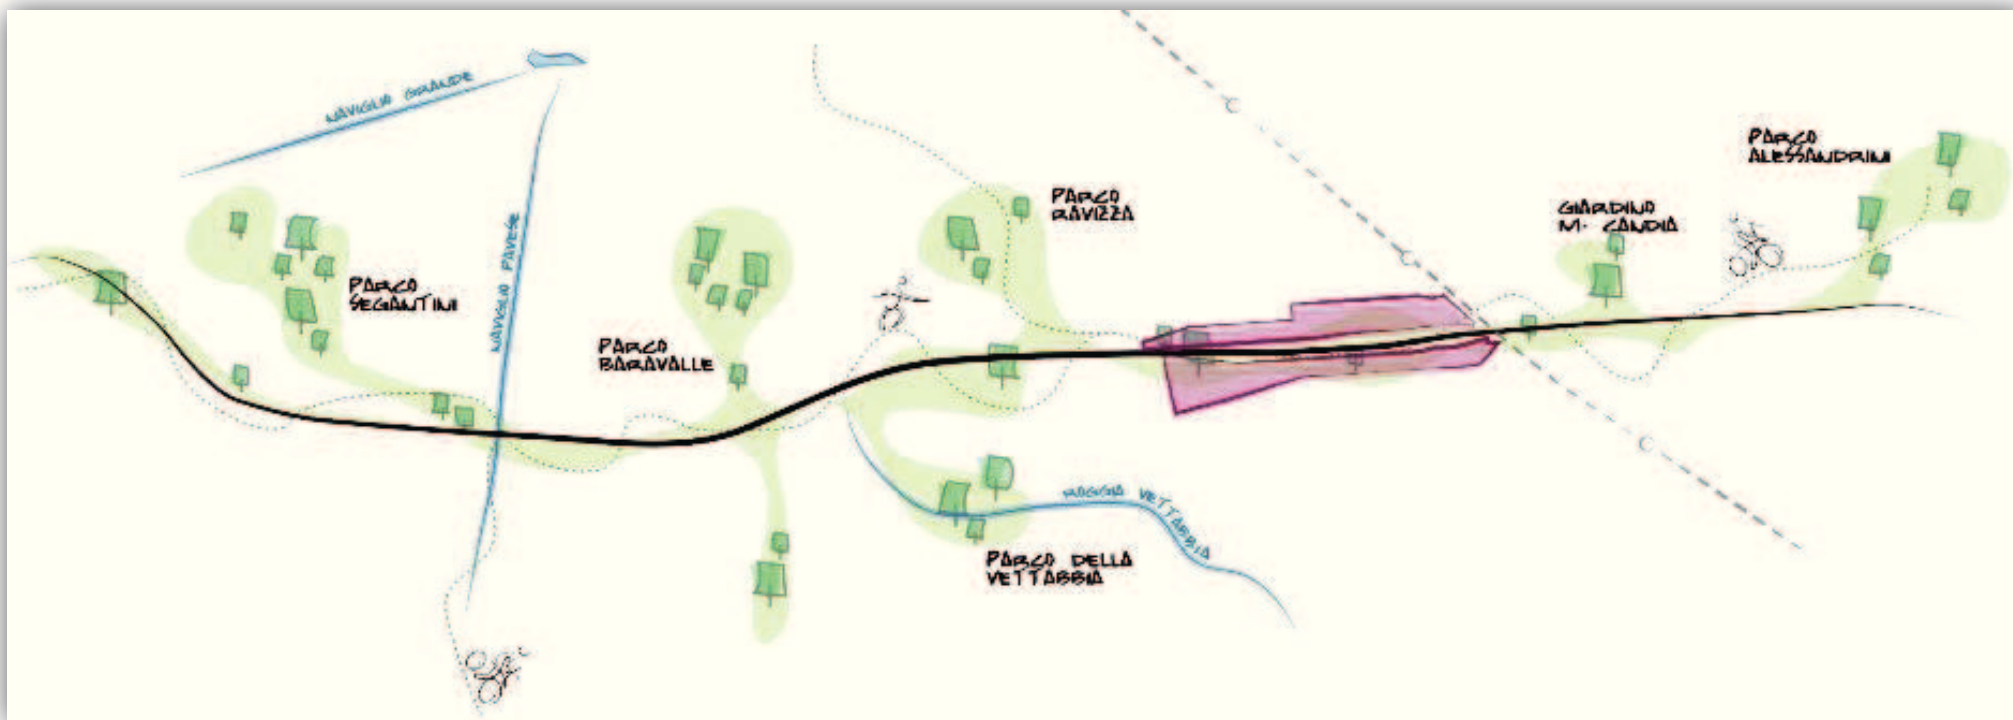 NAVIGLIO GRANDE
PARCO
SEGANTINI
NAVIGLIO PAVESE
PARCO
BARAVALLE
PARCO
RAVIZZA
ROGGIA VETTABBIA
PARCO DELLA
VETTABBIA
GIARDINO
M. CANDIA
PARCO
ALESSANDRINI